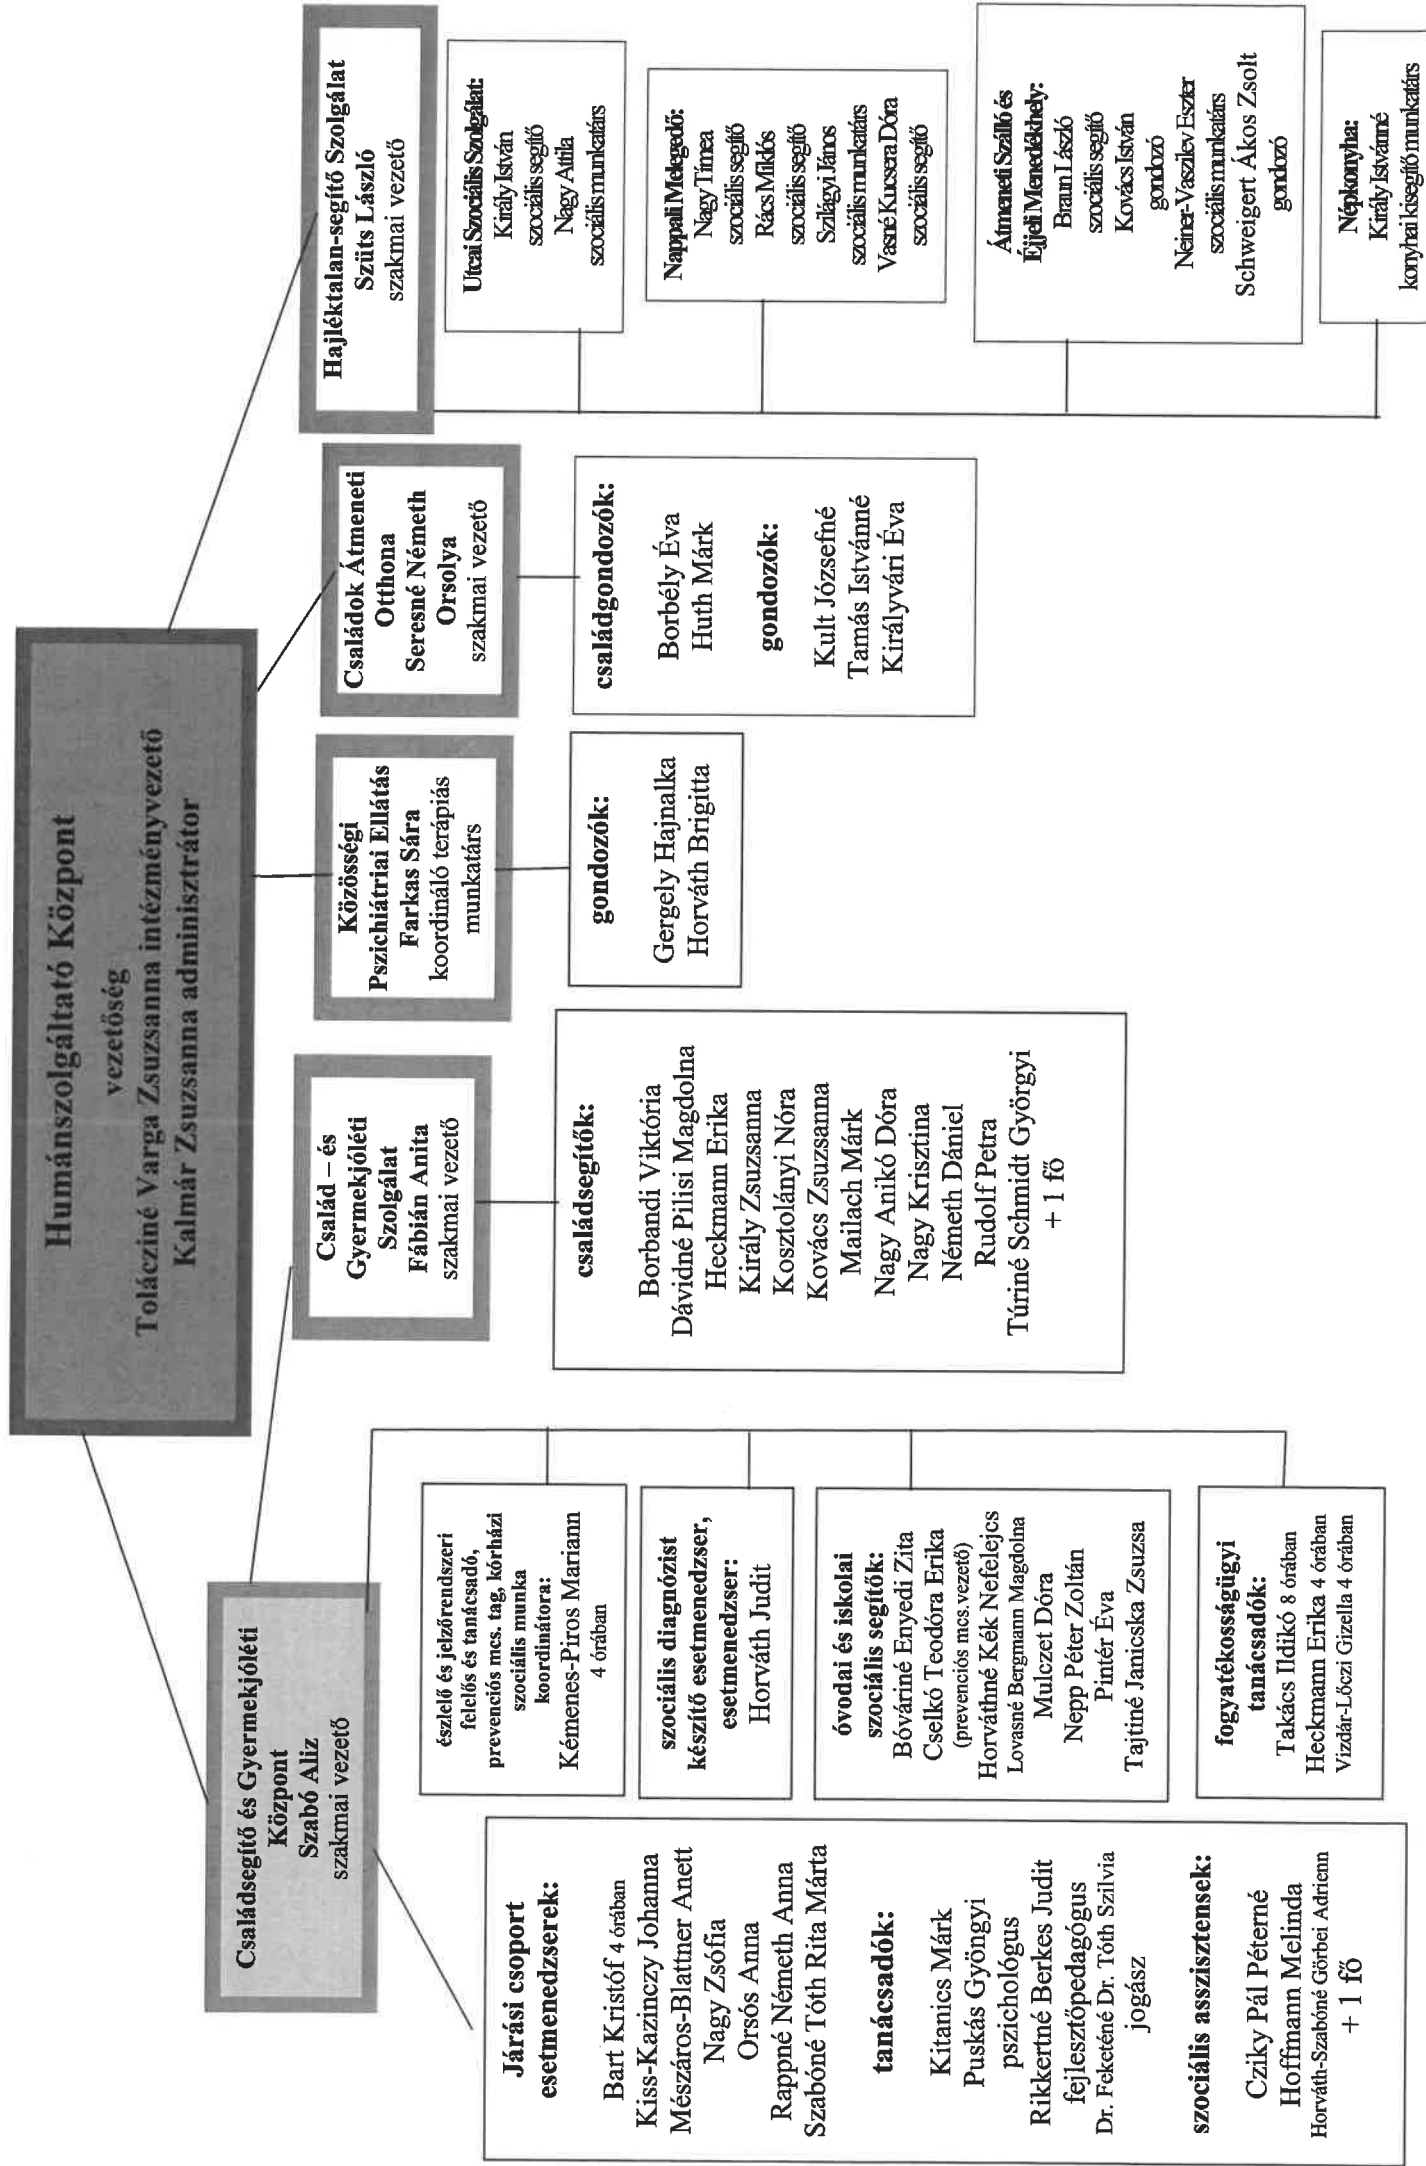 Humánszolgáltató Központ
vezetőség
Tolácziné Varga Zsuzsanna intézményvezető
Kalmár Zsuzsanna adminisztrátor
Családsegítő és Gyermekjóléti
Központ
Szabó Aliz
szakmai vezető
Család – és
Gyermekjóléti
Szolgálat
Fábián Anita
szakmai vezető
Közösségi
Pszichiátriai Ellátás
Farkas Sára
koordináló terápiás
munkatárs
Családok Átmeneti
Otthona
Seresné Németh
Orsolya
szakmai vezető
Hajléktalan-segítő Szolgálat
Szüts László
szakmai vezető
Járási csoport
esetmenedzserek:
Bart Kristóf 4 órában
Kiss-Kazinczy Johanna
Mészáros-Blattner Anett
Nagy Zsófia
Orsós Anna
Rappné Németh Anna
Szabóné Tóth Rita Márta
tanácsadók:
Kitanics Márk
Puskás Gyöngyi
pszichológus
Rikkertné Berkes Judit
fejlesztőpedagógus
Dr. Feketéné Dr. Tóth Szilvia
jogász
szociális asszisztensek:
Cziky Pál Péterné
Hoffmann Melinda
Horváth-Szabóné Görbei Adrienn
+ 1 fő
észlelő és jelzőrendszeri
felelős és tanácsadó,
prevenciós mcs. tag, kórházi
szociális munka
koordinátora:
Kémenes-Piros Mariann
4 órában
szociális diagnózist
készítő esetmenedzser,
esetmenedzser:
Horváth Judit
óvodai és iskolai
szociális segítők:
Bóváriné Enyedi Zita
Cselkó Teodóra Erika
(prevenciós mcs.vezető)
Horváthné Kék Nefelejcs
Lovasné Bergmann Magdolna
Mulczet Dóra
Nepp Péter Zoltán
Pintér Éva
Tajtiné Janicska Zsuzsa
fogyatékosságügyi
tanácsadók:
Takács Ildikó 8 órában
Heckmann Erika 4 órában
Vizdár-Lőczi Gizella 4 órában
családsegítők:
Borbandi Viktória
Dávidné Pilisi Magdolna
Heckmann Erika
Király Zsuzsanna
Kosztolányi Nóra
Kovács Zsuzsanna
Mailach Márk
Nagy Anikó Dóra
Nagy Krisztina
Németh Dániel
Rudolf Petra
Túriné Schmidt Györgyi
+ 1 fő
gondozók:
Gergely Hajnalka
Horváth Brigitta
családgondozók:
Borbély Éva
Huth Márk
gondozók:
Kult Józsefné
Tamás Istvánné
Királyvári Éva
Utcai Szociális Szolgálat:
Király István
szociális segítő
Nagy Attila
szociális munkatárs
Nappali Melegedő:
Nagy Tímea
szociális segítő
Rács Miklós
szociális segítő
Szilágyi János
szociális munkatárs
Vasné Kucsera Dóra
szociális segítő
Átmeneti Szálló és
Éjjeli Menedékhely:
Braun László
szociális segítő
Kovács István
gondozó
Neiner-Vaszilev Eszter
szociális munkatárs
Schweigert Ákos Zsolt
gondozó
Népkonyha:
Király Istvánné
konyhai kisegítő munkatárs